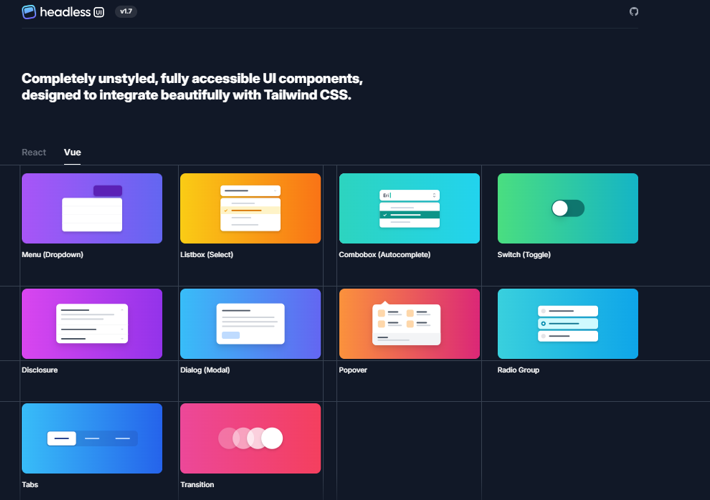 headless UI v1.7
Completely unstyled, fully accessible UI components,
designed to integrate beautifully with Tailwind CSS.
React Vue
Menu (Dropdown) Listbox (Select) Combobox (Autocomplete) Switch (Toggle)
Disclosure Dialog (Modal) Popover Radio Group
Tabs Transition